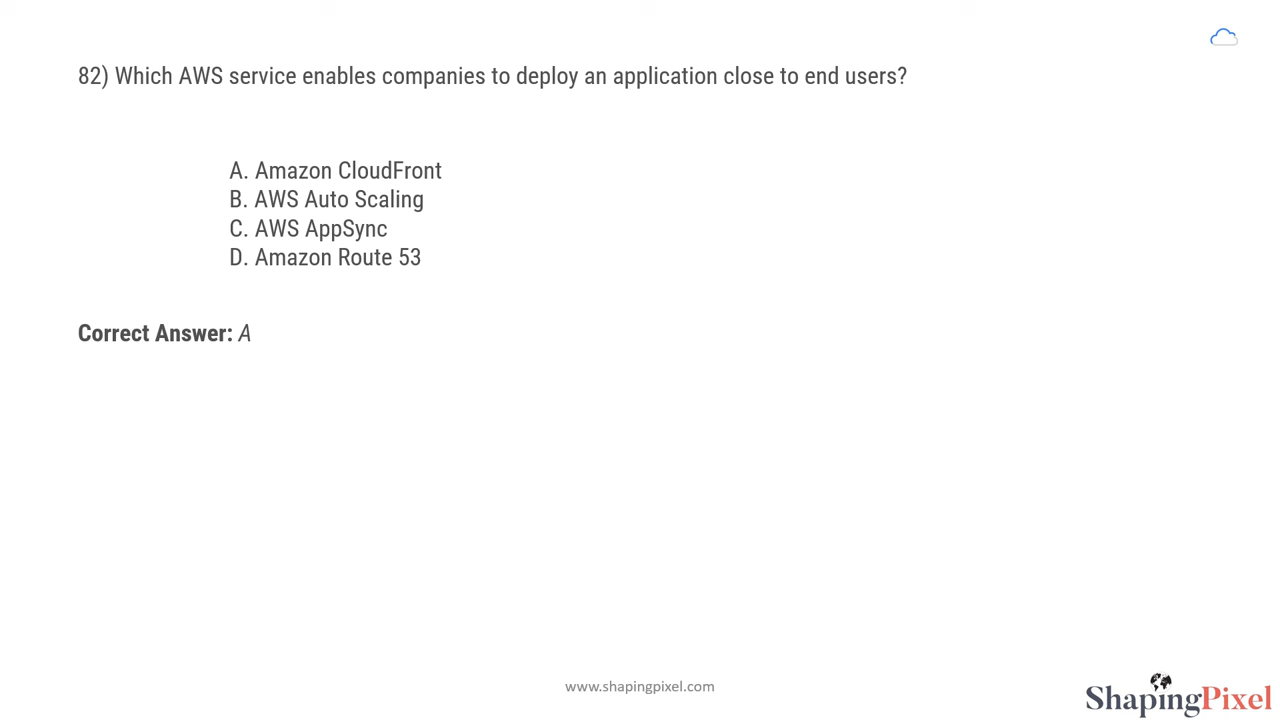 82) Which AWS service enables companies to deploy an application close to end users?
A. Amazon CloudFront
B. AWS Auto Scaling
C. AWS AppSync
D. Amazon Route 53
Correct Answer: A
www.shapingpixel.com
ShapingPixel